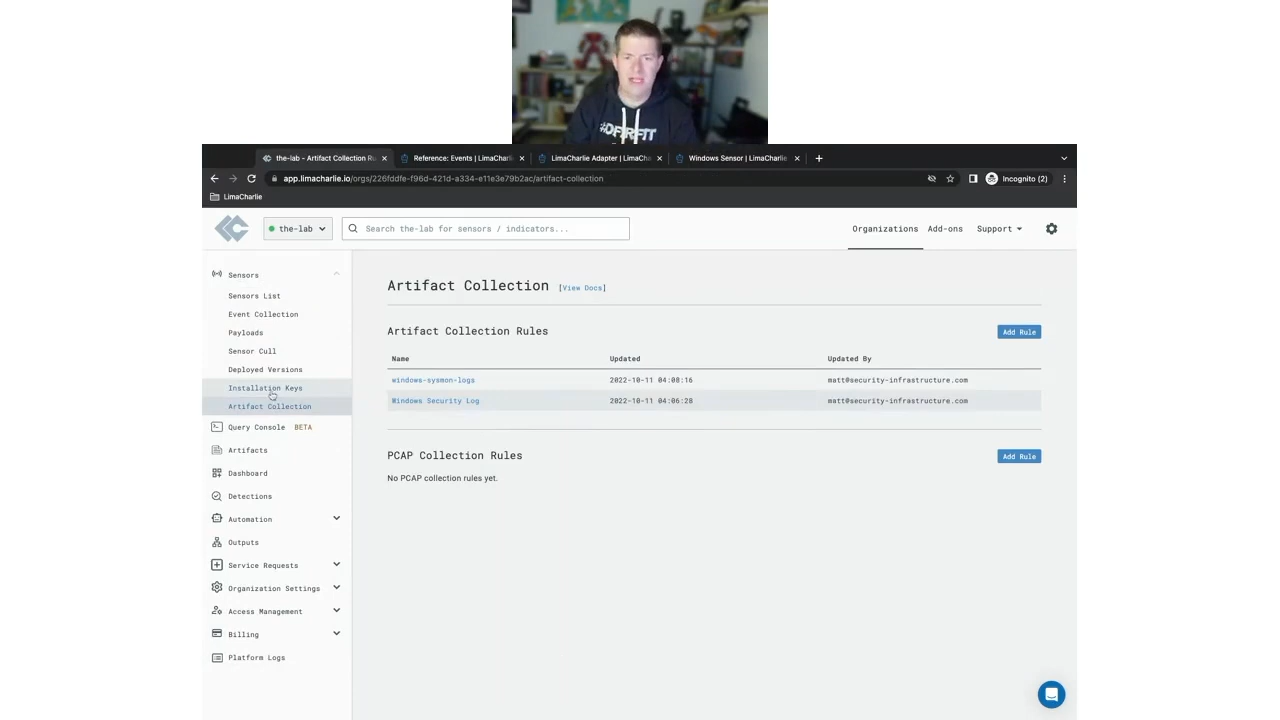 #DFIRFIT
the-lab - Artifact Collection Ru
Reference: Events | LimaCharli
LimaCharlie Adapter | LimaCha
Windows Sensor | LimaCharlie
app.limacharlie.io/orgs/226fddfe-f96d-421d-a334-e11e3e79b2ac/artifact-collection
Incognito (2)
LimaCharlie
the-lab
Search the-lab for sensors / indicators...
Organizations
Add-ons
Support
Sensors
Sensors List
Event Collection
Payloads
Sensor Cull
Deployed Versions
Installation Keys
Artifact Collection
Query Console BETA
Artifacts
Dashboard
Detections
Automation
Outputs
Service Requests
Organization Settings
Access Management
Billing
Platform Logs
Artifact Collection [View Docs]
Artifact Collection Rules
Add Rule
Name Updated Updated By
windows-sysmon-logs 2022-10-11 04:08:16 matt@security-infrastructure.com
Windows Security Log 2022-10-11 04:06:28 matt@security-infrastructure.com
PCAP Collection Rules
Add Rule
No PCAP collection rules yet.